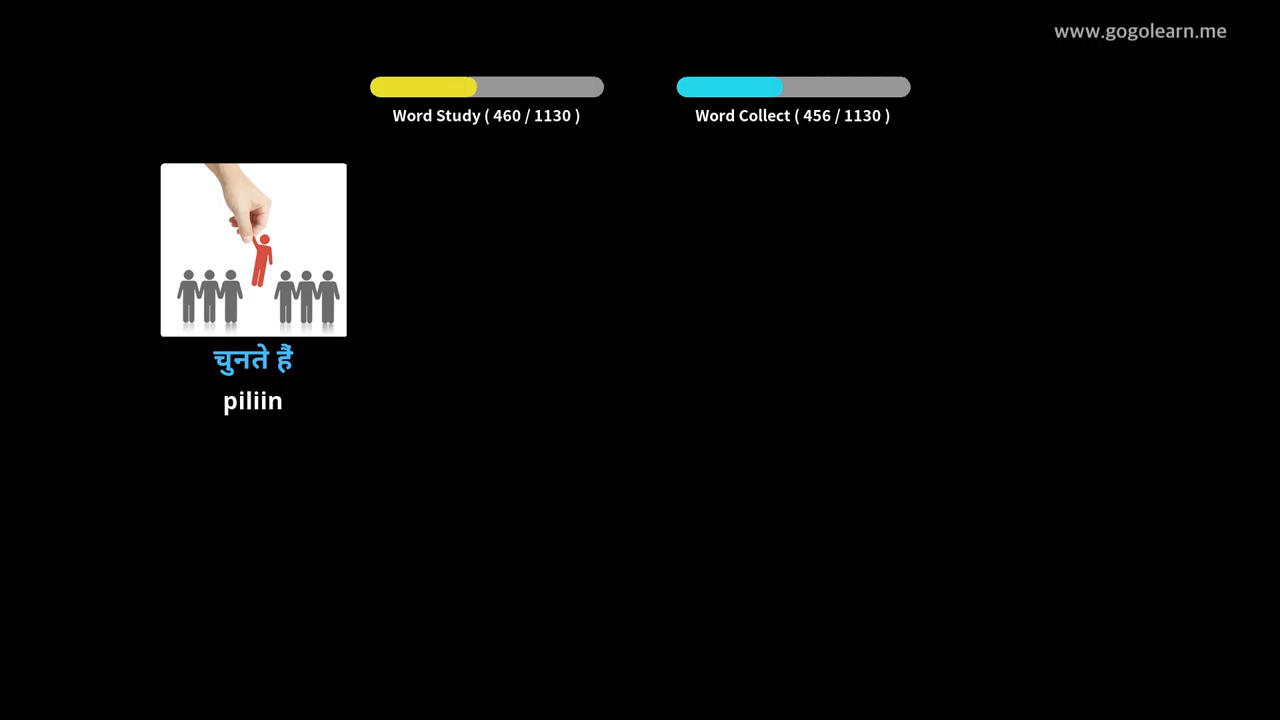 www.gogolearn.me
Word Study ( 460 / 1130 )
Word Collect ( 456 / 1130 )
चुनते हैं
piliin